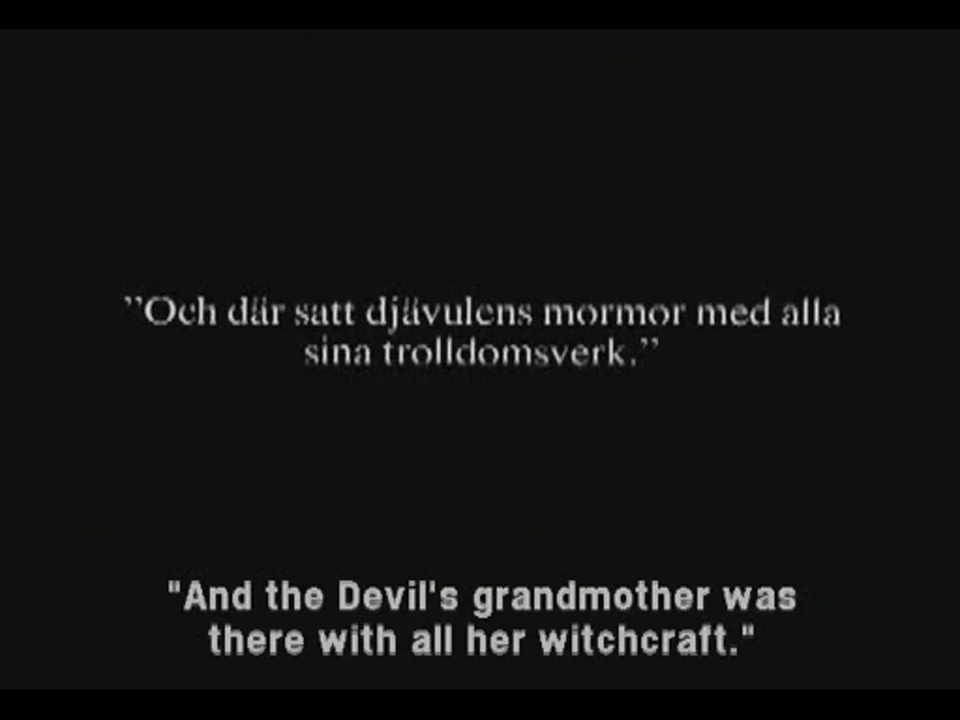 ”Och där satt djävulens mormor med alla
sina trolldomsverk.”
"And the Devil's grandmother was
there with all her witchcraft."